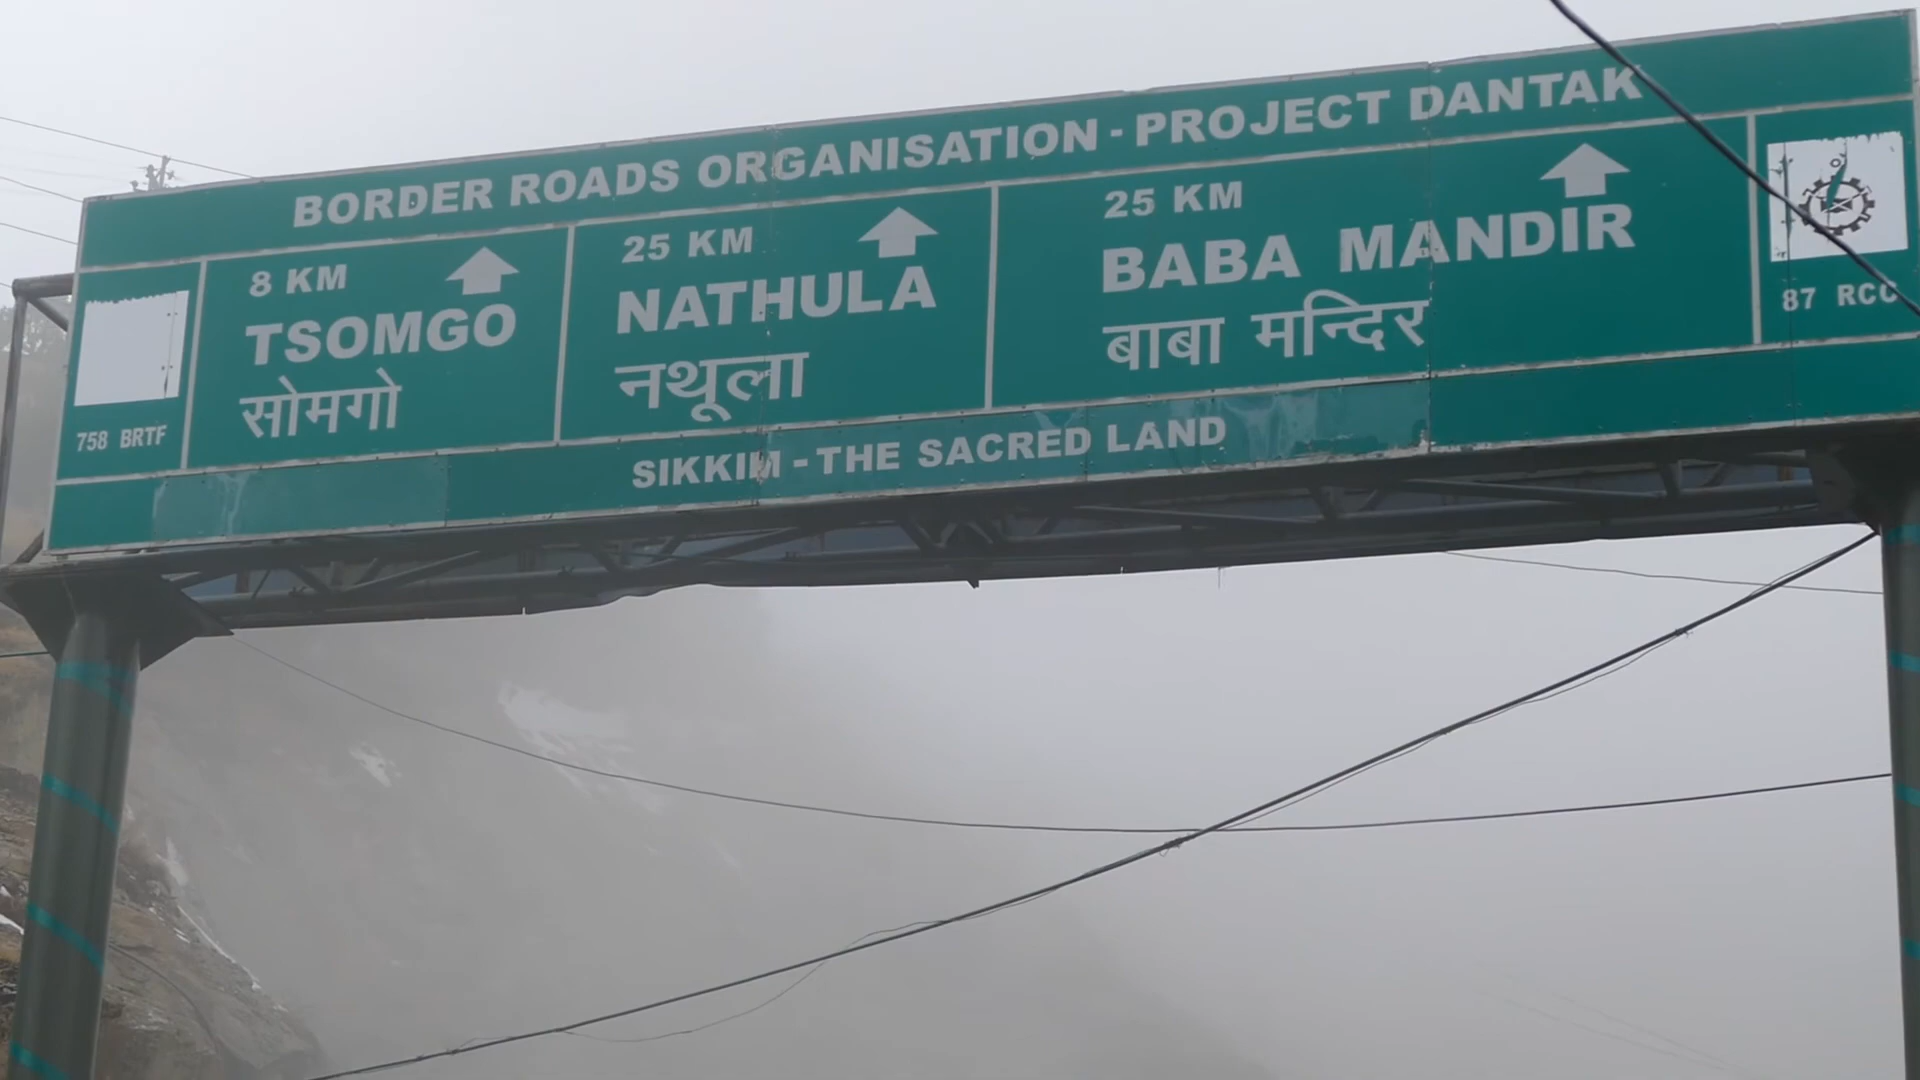 BORDER ROADS ORGANISATION - PROJECT DANTAK
758 BRTF
8 KM
TSOMGO
सोमगो
25 KM
NATHULA
नथूला
25 KM
BABA MANDIR
बाबा मन्दिर
87 RCC
SIKKIM - THE SACRED LAND